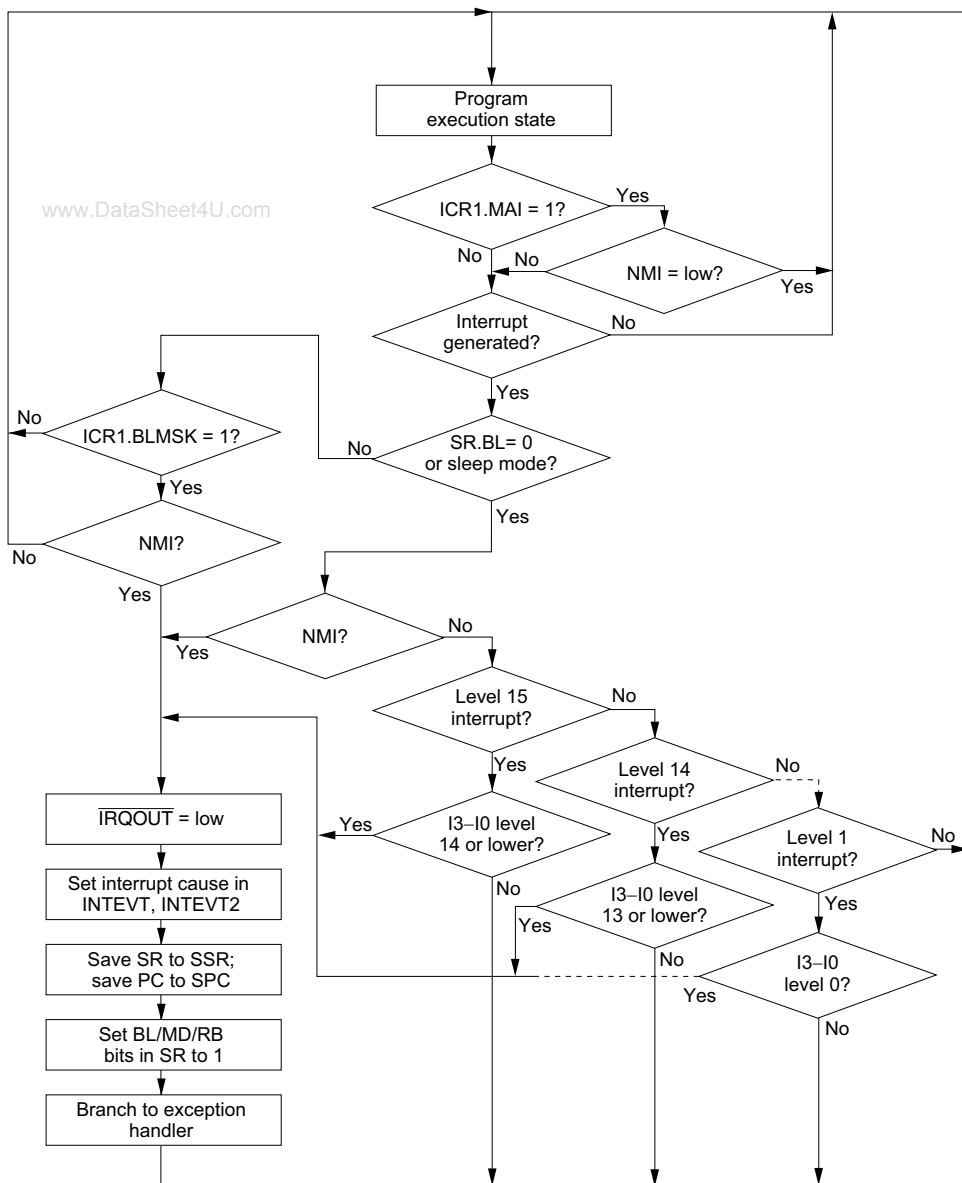 Program
execution state
www.DataSheet4U.com
ICR1.MAI = 1?
Yes
No
NMI = low?
No
Yes
Interrupt
generated?
No
Yes
ICR1.BLMSK = 1?
No
Yes
SR.BL= 0
or sleep mode?
No
Yes
NMI?
No
Yes
NMI?
Yes
No
Level 15
interrupt?
No
Yes
Level 14
interrupt?
No
Yes
Level 1
interrupt?
No
Yes
IRQOUT = low
I3–I0 level
14 or lower?
Yes
No
Set interrupt cause in
INTEVT, INTEVT2
I3–I0 level
13 or lower?
Yes
No
Save SR to SSR;
save PC to SPC
I3–I0
level 0?
Yes
No
Set BL/MD/RB
bits in SR to 1
Branch to exception
handler